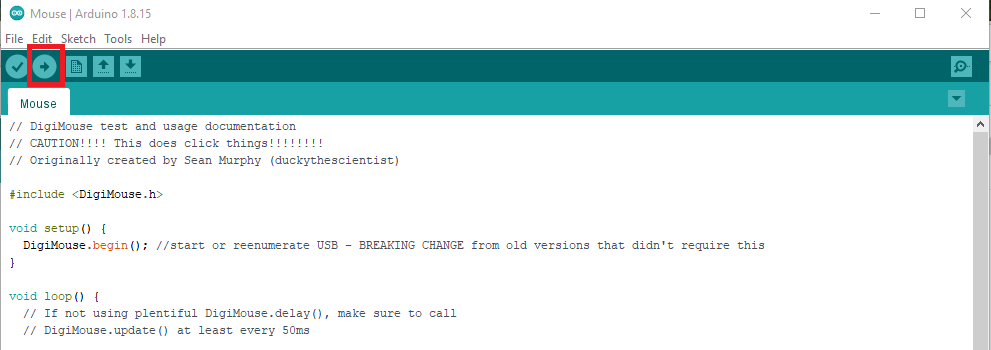 Mouse | Arduino 1.8.15
File Edit Sketch Tools Help
Mouse
// DigiMouse test and usage documentation
// CAUTION!!!! This does click things!!!!!!!!
// Originally created by Sean Murphy (duckythescientist)
#include <DigiMouse.h>
void setup() {
  DigiMouse.begin(); //start or reenumerate USB - BREAKING CHANGE from old versions that didn't require this
}
void loop() {
  // If not using plentiful DigiMouse.delay(), make sure to call
  // DigiMouse.update() at least every 50ms